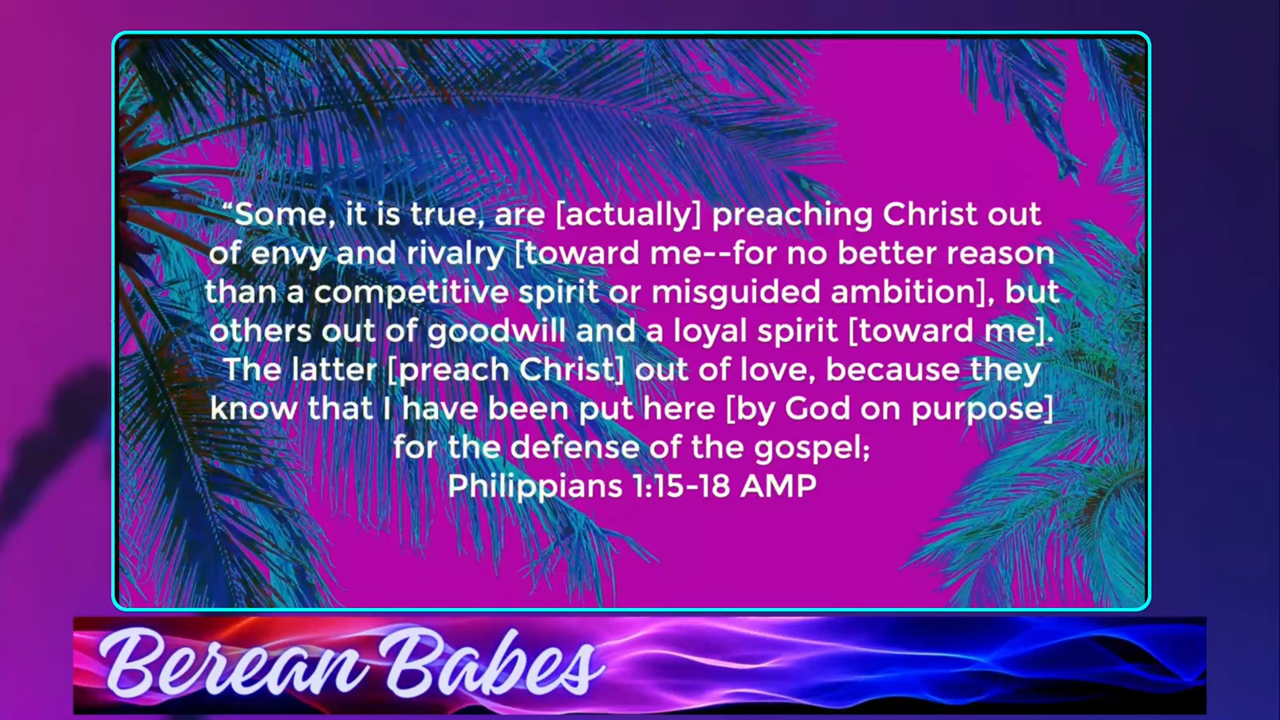 “Some, it is true, are [actually] preaching Christ out
of envy and rivalry [toward me--for no better reason
than a competitive spirit or misguided ambition], but
others out of goodwill and a loyal spirit [toward me].
The latter [preach Christ] out of love, because they
know that I have been put here [by God on purpose]
for the defense of the gospel;
Philippians 1:15-18 AMP
Berean Babes